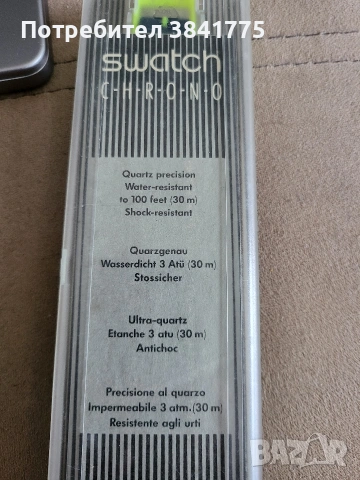 Потребител 3841775
swatch
C-H-R-O-N-O
Quartz precision
Water-resistant
to 100 feet (30 m)
Shock-resistant
Quarzgenau
Wasserdicht 3 Atü (30 m)
Stossicher
Ultra-quartz
Etanche 3 atu (30 m)
Antichoc
Precisione al quarzo
Impermeabile 3 atm.(30 m)
Resistente agli urti
BAZAR